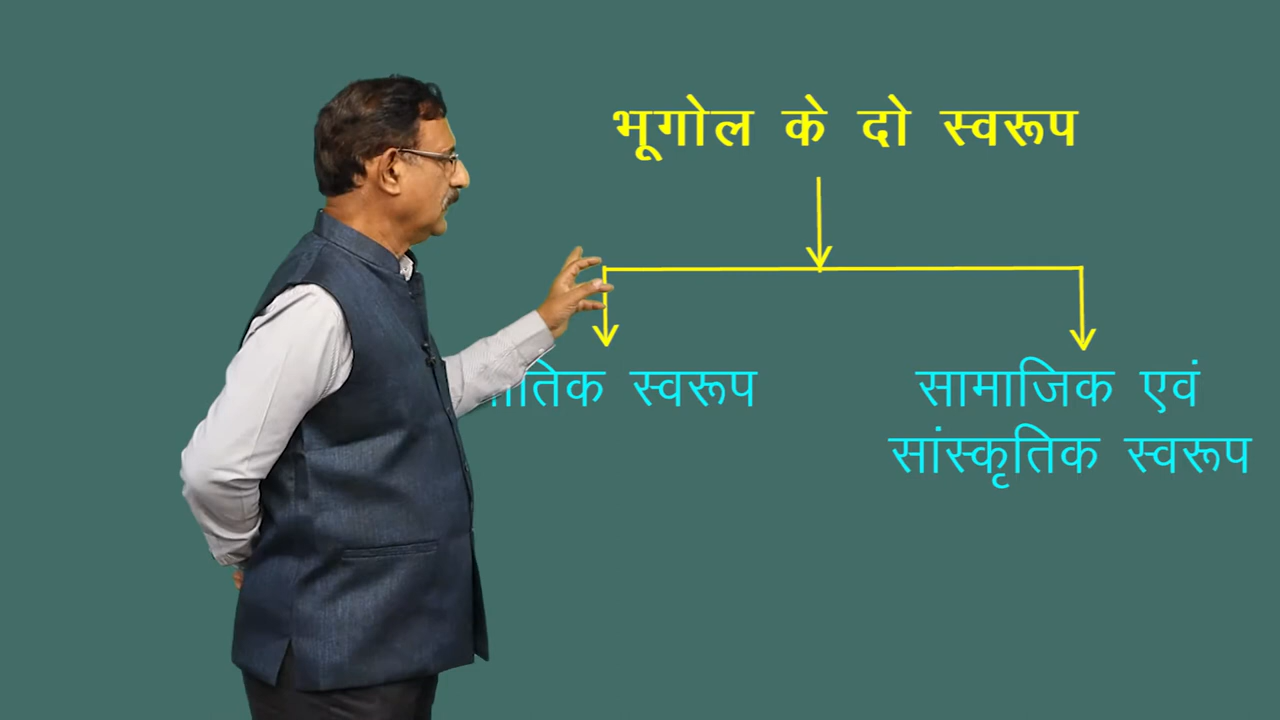 भूगोल के दो स्वरूप
स्वरूप
सामाजिक एवं
सांस्कृतिक स्वरूप